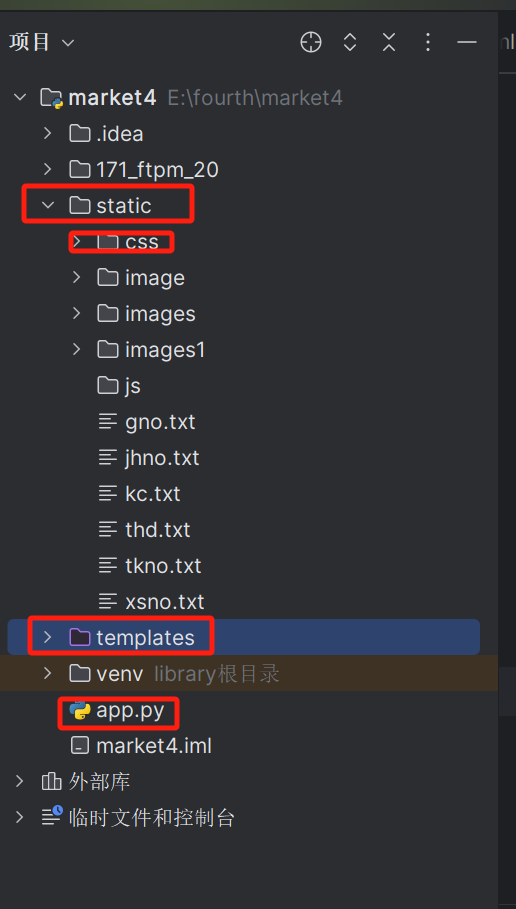 项目
market4 E:\fourth\market4
.idea
171_ftpm_20
static
css
image
images
images1
js
gno.txt
jhno.txt
kc.txt
thd.txt
tkno.txt
xsno.txt
templates
venv library根目录
app.py
market4.iml
外部库
临时文件和控制台